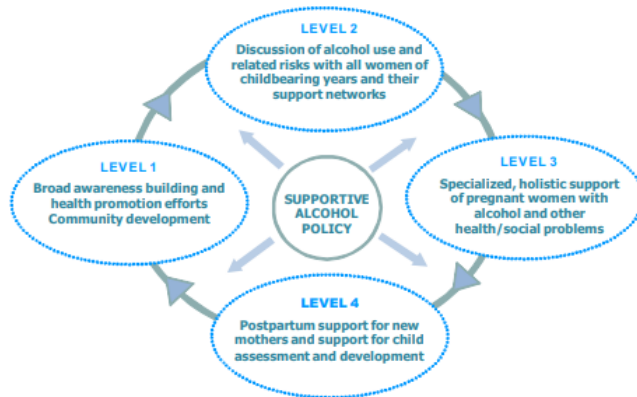 LEVEL 2
Discussion of alcohol use and
related risks with all women of
childbearing years and their
support networks
LEVEL 1
Broad awareness building and
health promotion efforts
Community development
SUPPORTIVE
ALCOHOL
POLICY
LEVEL 3
Specialized, holistic support
of pregnant women with
alcohol and other
health/social problems
LEVEL 4
Postpartum support for new
mothers and support for child
assessment and development